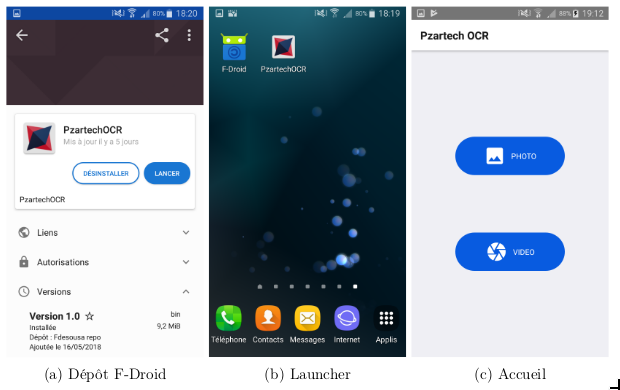 80% 18:20
PzartechOCR
Mis à jour il y a 5 jours
DÉSINSTALLER
LANCER
PzartechOCR
Liens
Autorisations
Versions
Version 1.0 ☆
bin
Installée
9,2 MiB
Dépôt : Fdesousa repo
Ajoutée le 16/05/2018
(a) Dépôt F-Droid
80% 18:19
F-Droid
PzartechOCR
Téléphone
Contacts
Messages
Internet
Applis
(b) Launcher
88% 19:12
Pzartech OCR
PHOTO
VIDEO
(c) Accueil